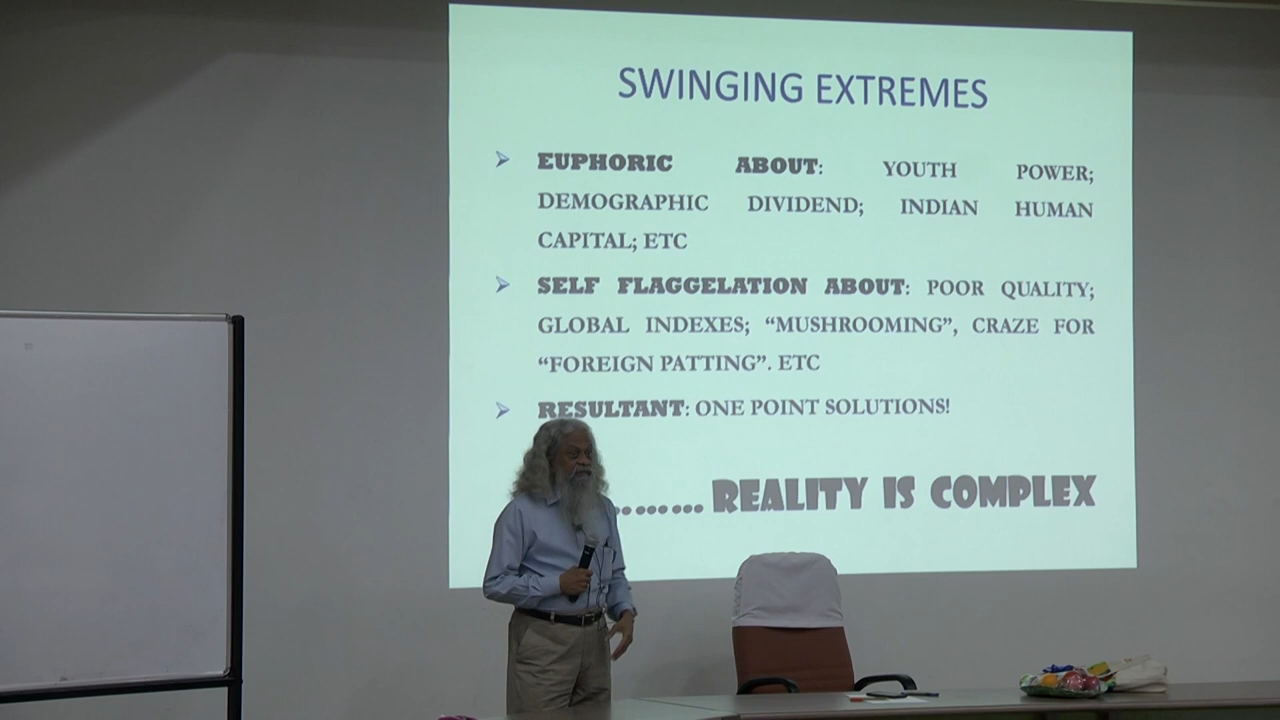 SWINGING EXTREMES
EUPHORIC ABOUT: YOUTH POWER;
DEMOGRAPHIC DIVIDEND; INDIAN HUMAN
CAPITAL; ETC
SELF FLAGGELATION ABOUT: POOR QUALITY;
GLOBAL INDEXES; “MUSHROOMING”, CRAZE FOR
“FOREIGN PATTING”. ETC
RESULTANT: ONE POINT SOLUTIONS!
........ REALITY IS COMPLEX